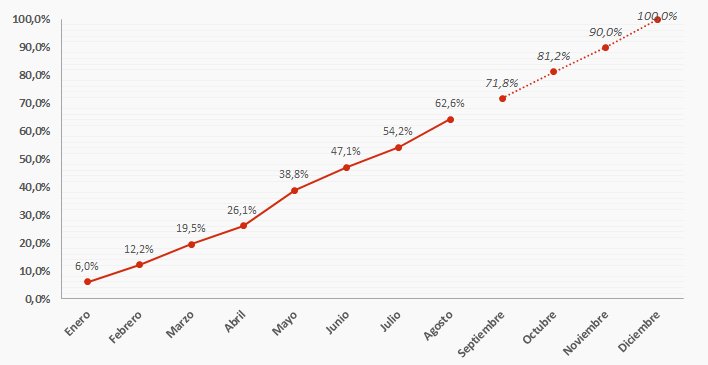 100,0%
90,0%
80,0%
70,0%
60,0%
50,0%
40,0%
30,0%
20,0%
10,0%
0,0%
6,0%
12,2%
19,5%
26,1%
38,8%
47,1%
54,2%
62,6%
71,8%
81,2%
90,0%
100,0%
Enero
Febrero
Marzo
Abril
Mayo
Junio
Julio
Agosto
Septiembre
Octubre
Noviembre
Diciembre